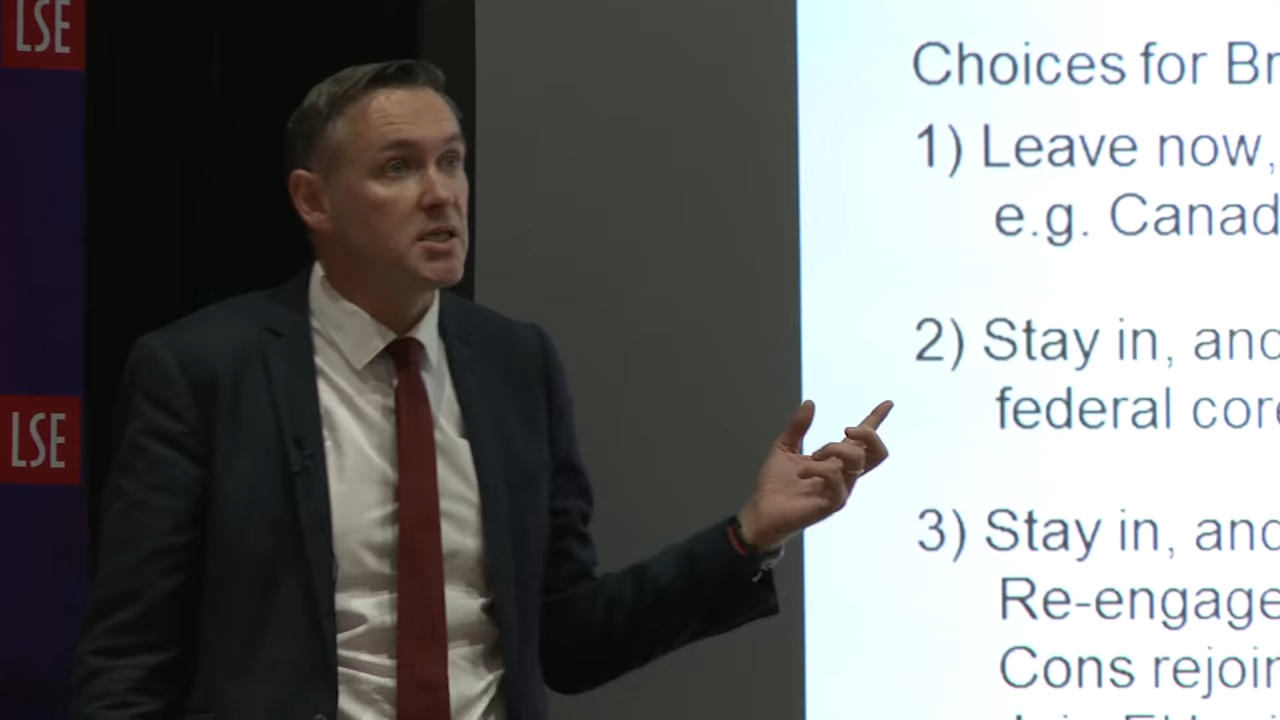 LSE
LSE
Choices for Br
1) Leave now,
e.g. Canad
2) Stay in, and
federal core
3) Stay in, and
Re-engage
Cons rejoin